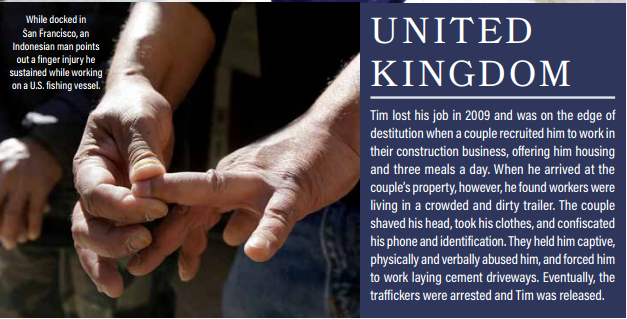 While docked in
San Francisco, an
Indonesian man points
out a finger injury he
sustained while working
on a U.S. fishing vessel.
UNITED
KINGDOM
Tim lost his job in 2009 and was on the edge of
destitution when a couple recruited him to work in
their construction business, offering him housing
and three meals a day. When he arrived at the
couple's property, however, he found workers were
living in a crowded and dirty trailer. The couple
shaved his head, took his clothes, and confiscated
his phone and identification. They held him captive,
physically and verbally abused him, and forced him
to work laying cement driveways. Eventually, the
traffickers were arrested and Tim was released.